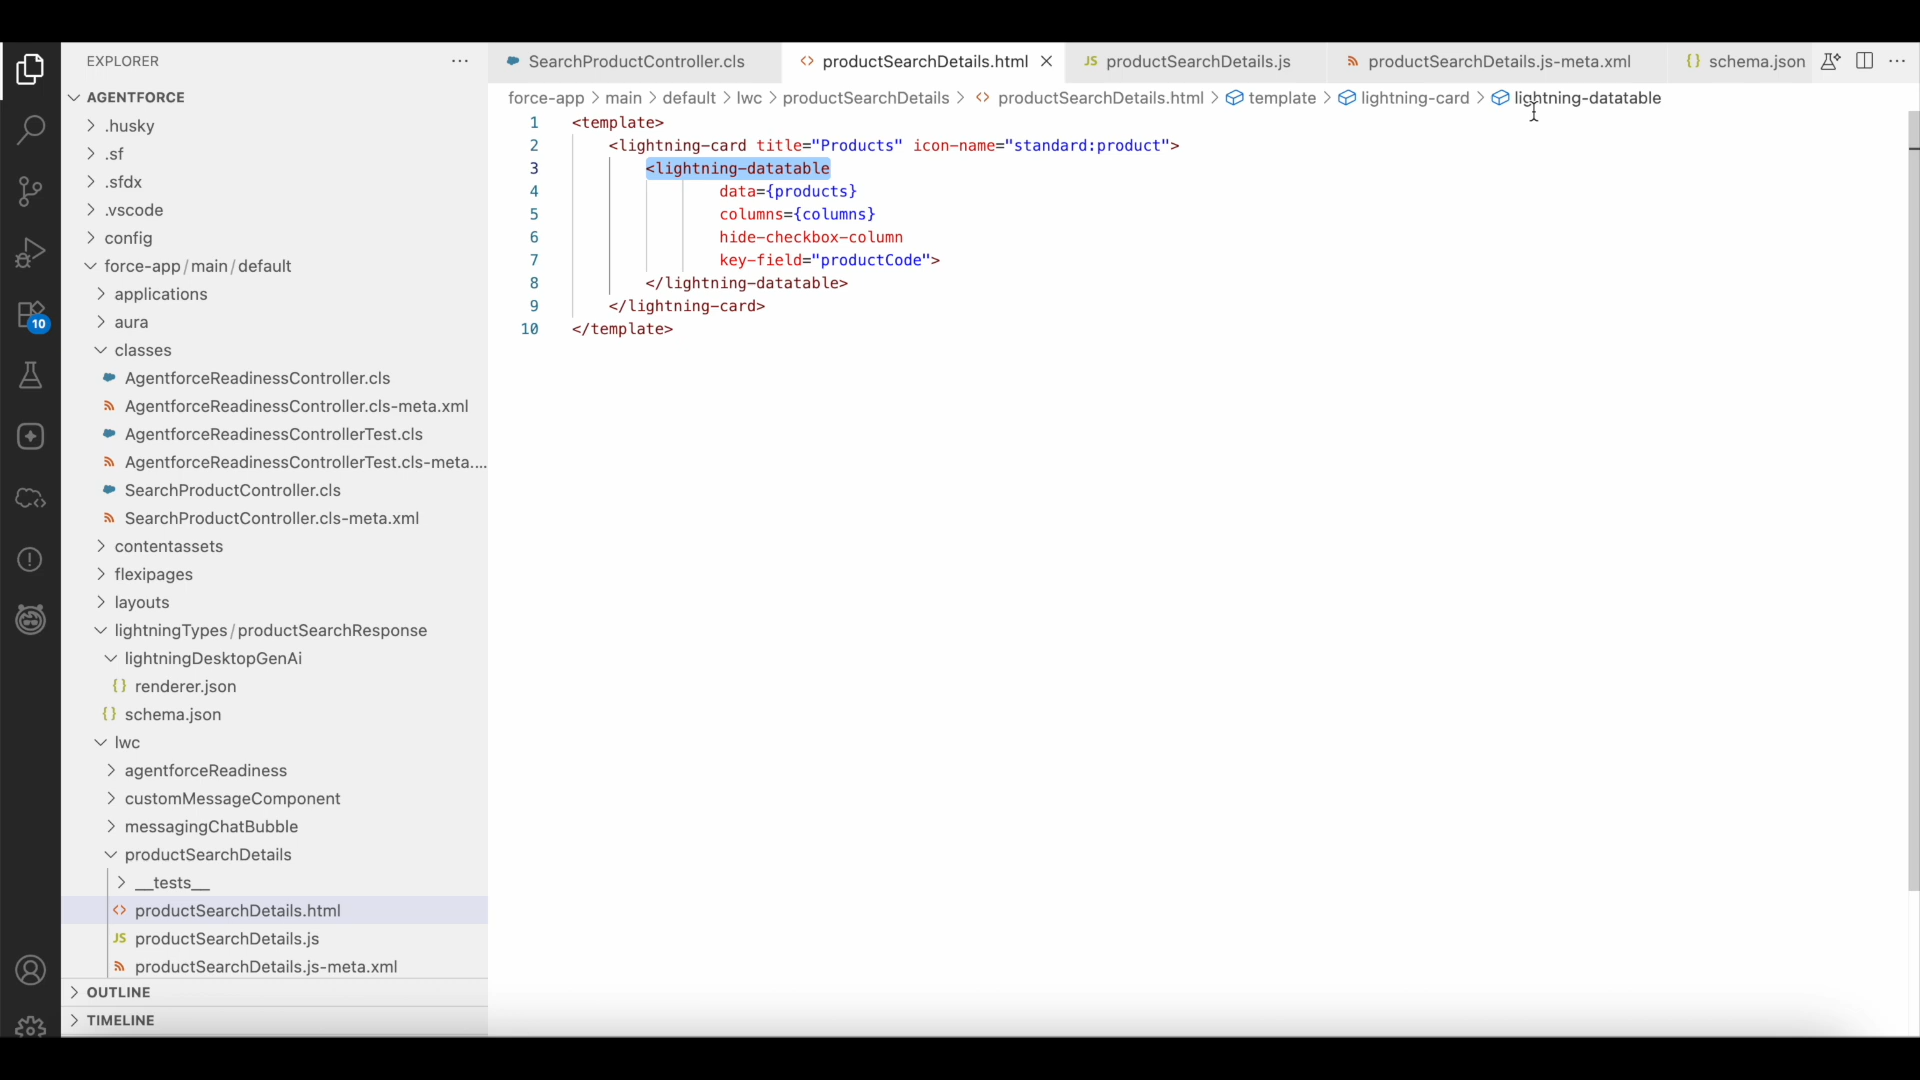 EXPLORER
AGENTFORCE
.husky
.sf
.sfdx
.vscode
config
force-app/main/default
applications
aura
classes
AgentforceReadinessController.cls
AgentforceReadinessController.cls-meta.xml
AgentforceReadinessControllerTest.cls
AgentforceReadinessControllerTest.cls-meta....
SearchProductController.cls
SearchProductController.cls-meta.xml
contentassets
flexipages
layouts
lightningTypes/productSearchResponse
lightningDesktopGenAi
{} renderer.json
{} schema.json
lwc
agentforceReadiness
customMessageComponent
messagingChatBubble
productSearchDetails
__tests__
<> productSearchDetails.html
JS productSearchDetails.js
productSearchDetails.js-meta.xml
OUTLINE
TIMELINE
10
SearchProductController.cls
<> productSearchDetails.html
JS productSearchDetails.js
productSearchDetails.js-meta.xml
{} schema.json
force-app > main > default > lwc > productSearchDetails > <> productSearchDetails.html > template > lightning-card > lightning-datatable
1 <template>
2 <lightning-card title="Products" icon-name="standard:product">
3 <lightning-datatable
4 data={products}
5 columns={columns}
6 hide-checkbox-column
7 key-field="productCode">
8 </lightning-datatable>
9 </lightning-card>
10 </template>